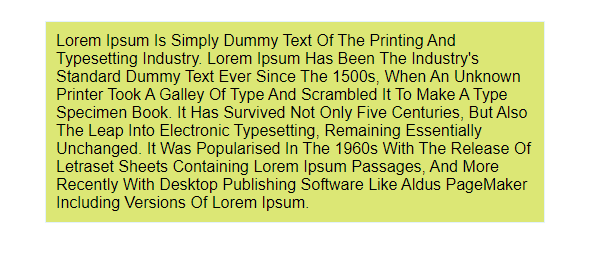 Lorem Ipsum Is Simply Dummy Text Of The Printing And
Typesetting Industry. Lorem Ipsum Has Been The Industry's
Standard Dummy Text Ever Since The 1500s, When An Unknown
Printer Took A Galley Of Type And Scrambled It To Make A Type
Specimen Book. It Has Survived Not Only Five Centuries, But Also
The Leap Into Electronic Typesetting, Remaining Essentially
Unchanged. It Was Popularised In The 1960s With The Release Of
Letraset Sheets Containing Lorem Ipsum Passages, And More
Recently With Desktop Publishing Software Like Aldus PageMaker
Including Versions Of Lorem Ipsum.